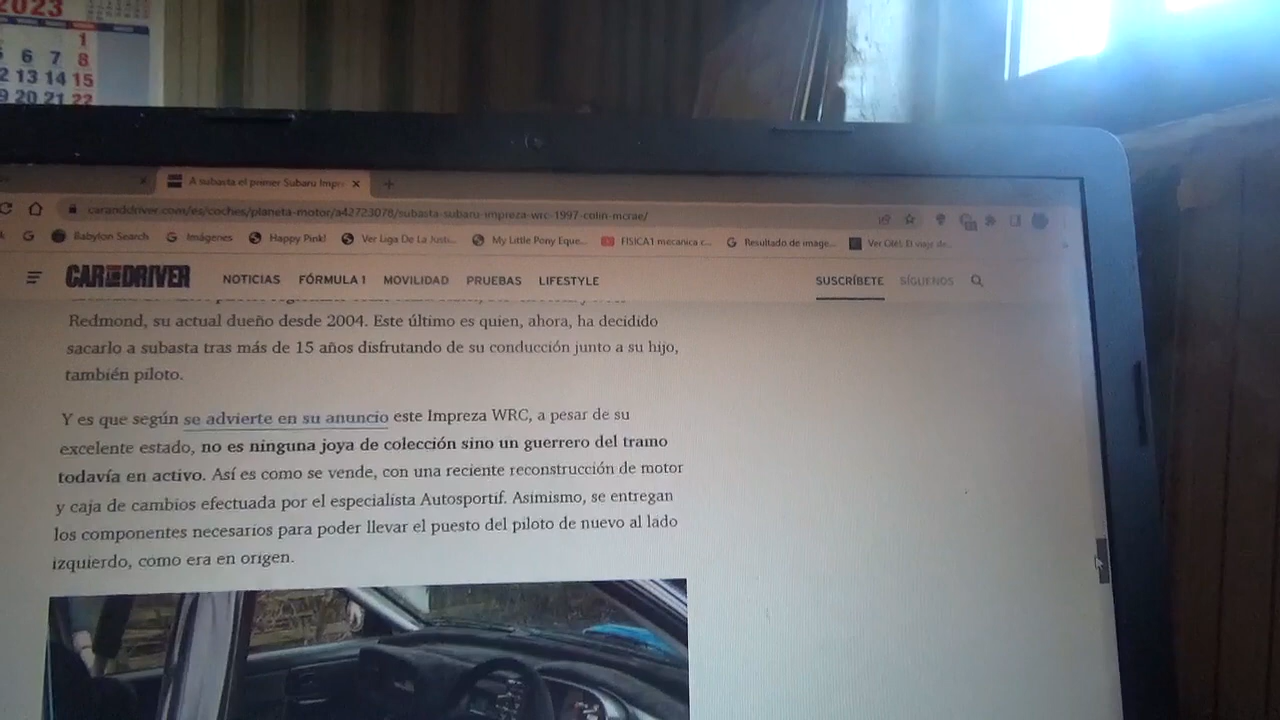 2023
1
6 7 8
12 13 14 15
19 20 21 22
A subasta el primer Subaru Impr
caranddriver.com/es/coches/planeta-motor/a42723078/subasta-subaru-impreza-wrc-1997-colin-mcrae/
Babylon Search Imágenes Happy Pink! Ver Liga De La Justi... My Little Pony Eque... FISICA1 mecanica c... Resultado de image... Ver Olé! El viaje de...
CAR AND DRIVER NOTICIAS FÓRMULA 1 MOVILIDAD PRUEBAS LIFESTYLE SUSCRÍBETE SÍGUENOS
Redmond, su actual dueño desde 2004. Este último es quien, ahora, ha decidido
sacarlo a subasta tras más de 15 años disfrutando de su conducción junto a su hijo,
también piloto.
Y es que según se advierte en su anuncio este Impreza WRC, a pesar de su
excelente estado, no es ninguna joya de colección sino un guerrero del tramo
todavía en activo. Así es como se vende, con una reciente reconstrucción de motor
y caja de cambios efectuada por el especialista Autosportif. Asimismo, se entregan
los componentes necesarios para poder llevar el puesto del piloto de nuevo al lado
izquierdo, como era en origen.